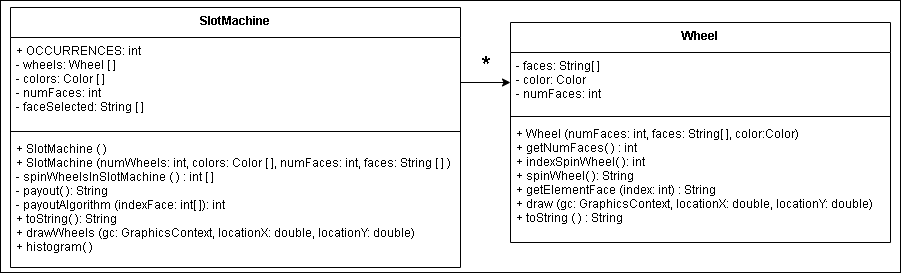 SlotMachine
+ OCCURRENCES: int
- wheels: Wheel [ ]
- colors: Color [ ]
- numFaces: int
- faceSelected: String [ ]
+ SlotMachine ( )
+ SlotMachine (numWheels: int, colors: Color [ ], numFaces: int, faces: String [ ] )
- spinWheelsInSlotMachine ( ) : int [ ]
- payout( ): String
- payoutAlgorithm (indexFace: int[ ]): int
+ toString( ): String
+ drawWheels (gc: GraphicsContext, locationX: double, locationY: double)
+ histogram( )
*
Wheel
- faces: String[ ]
- color: Color
- numFaces: int
+ Wheel (numFaces: int, faces: String[ ], color:Color)
+ getNumFaces( ) : int
+ indexSpinWheel( ): int
+ spinWheel( ): String
+ getElementFace (index: int) : String
+ draw (gc: GraphicsContext, locationX: double, locationY: double)
+ toString ( ) : String